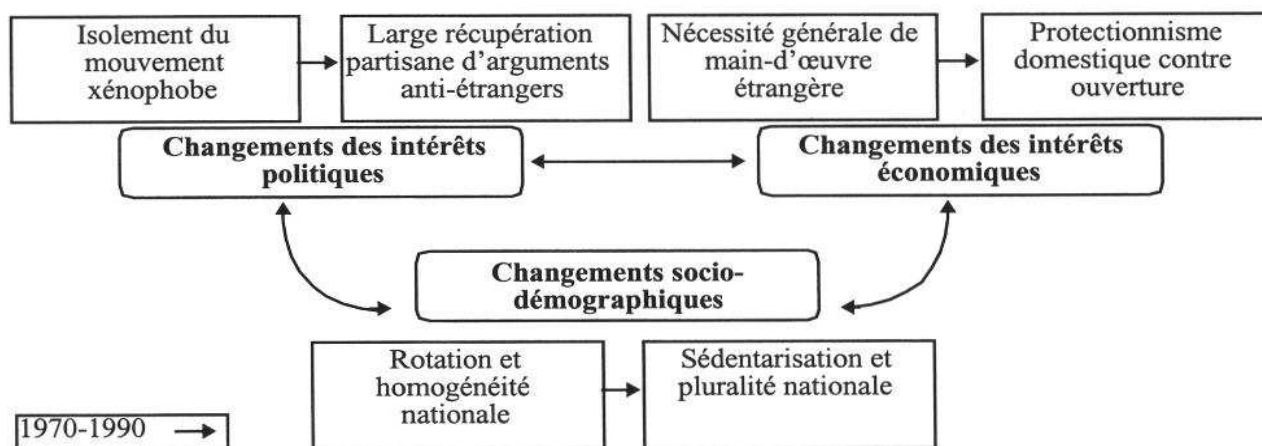 Isolement du
mouvement
xénophobe
Large récupération
partisane d'arguments
anti-étrangers
Nécessité générale de
main-d'œuvre
étrangère
Protectionnisme
domestique contre
ouverture
Changements des intérêts
politiques
Changements des intérêts
économiques
Changements socio-
démographiques
Rotation et
homogénéité
nationale
Sédentarisation et
pluralité nationale
1970-1990